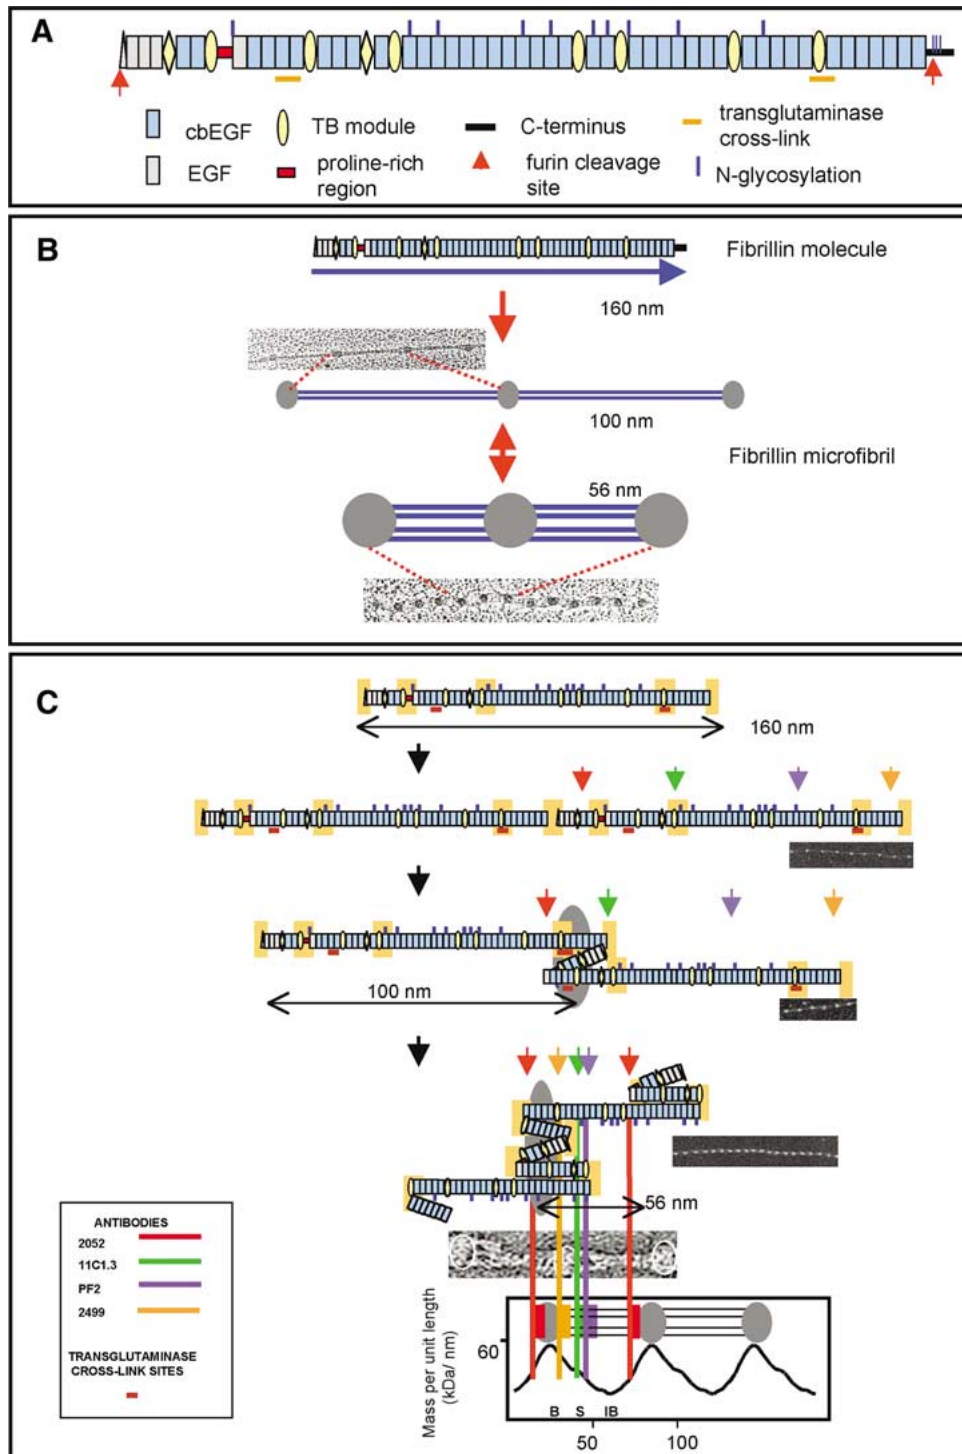 A
cbEGF
TB module
C-terminus
transglutaminase
cross-link
EGF
proline-rich
region
furin cleavage
site
N-glycosylation
B
Fibrillin molecule
160 nm
100 nm
Fibrillin microfibril
56 nm
C
160 nm
100 nm
56 nm
ANTIBODIES
2052
11C1.3
PF2
2499
TRANSGLUTAMINASE
CROSS-LINK SITES
Mass per unit length
(kDa/ nm)
60
B S IB
50 100